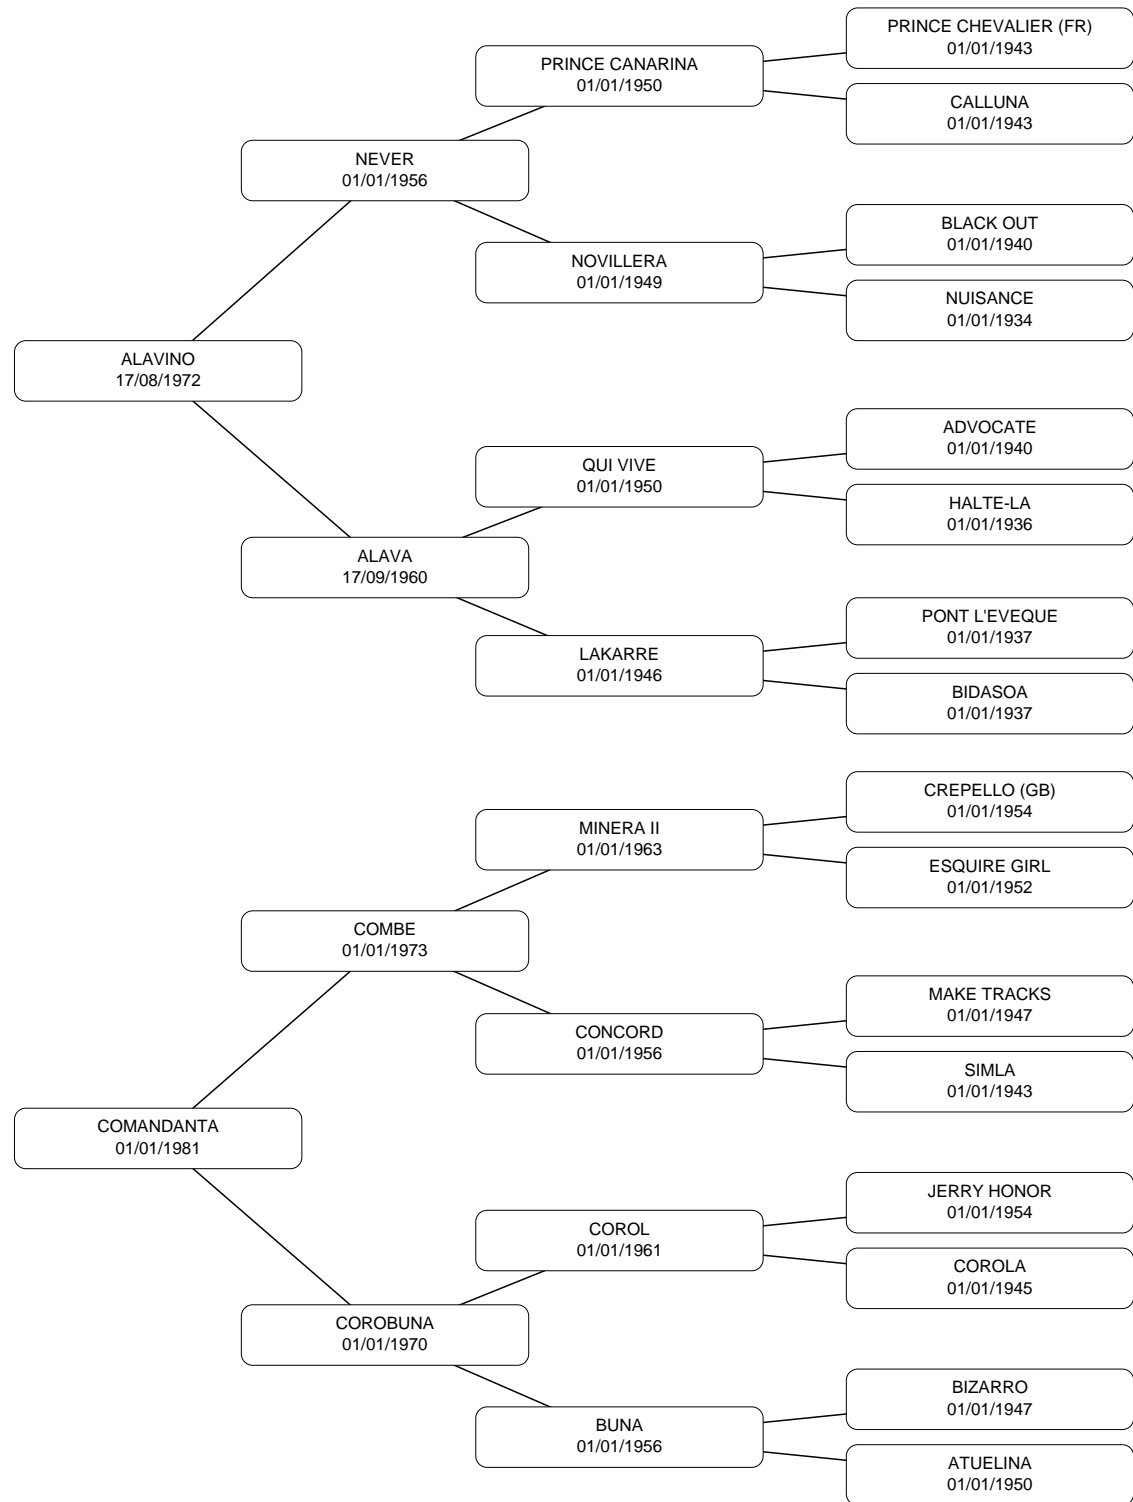 PRINCE CHEVALIER (FR)
01/01/1943
PRINCE CANARINA
01/01/1950
CALLUNA
01/01/1943
NEVER
01/01/1956
BLACK OUT
01/01/1940
NOVILLERA
01/01/1949
NUISANCE
01/01/1934
ALAVINO
17/08/1972
ADVOCATE
01/01/1940
QUI VIVE
01/01/1950
HALTE-LA
01/01/1936
ALAVA
17/09/1960
PONT L'EVEQUE
01/01/1937
LAKARRE
01/01/1946
BIDASOA
01/01/1937
CREPELLO (GB)
01/01/1954
MINERA II
01/01/1963
ESQUIRE GIRL
01/01/1952
COMBE
01/01/1973
MAKE TRACKS
01/01/1947
CONCORD
01/01/1956
SIMLA
01/01/1943
COMANDANTA
01/01/1981
JERRY HONOR
01/01/1954
COROL
01/01/1961
COROLA
01/01/1945
COROBUNA
01/01/1970
BIZARRO
01/01/1947
BUNA
01/01/1956
ATUELINA
01/01/1950